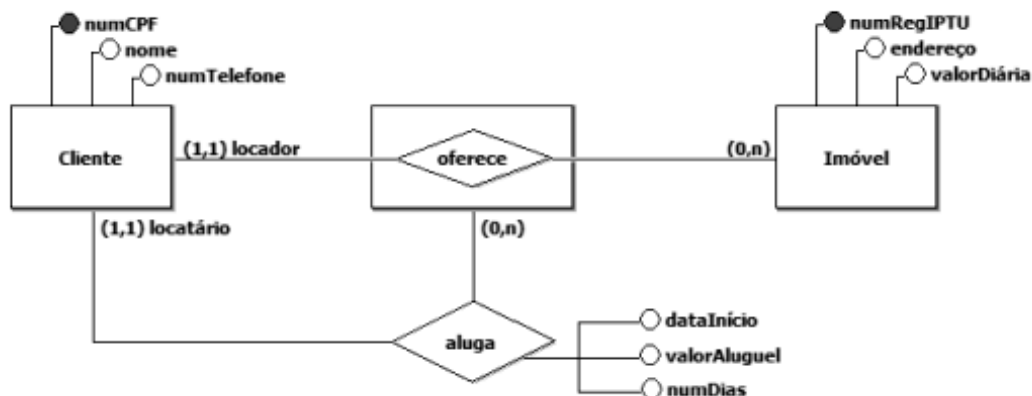 numCPF
nome
numTelefone
numRegIPTU
endereço
valorDiária
Cliente
(1,1) locador
oferece
(0,n)
Imóvel
(1,1) locatário
(0,n)
aluga
dataInício
valorAluguel
numDias